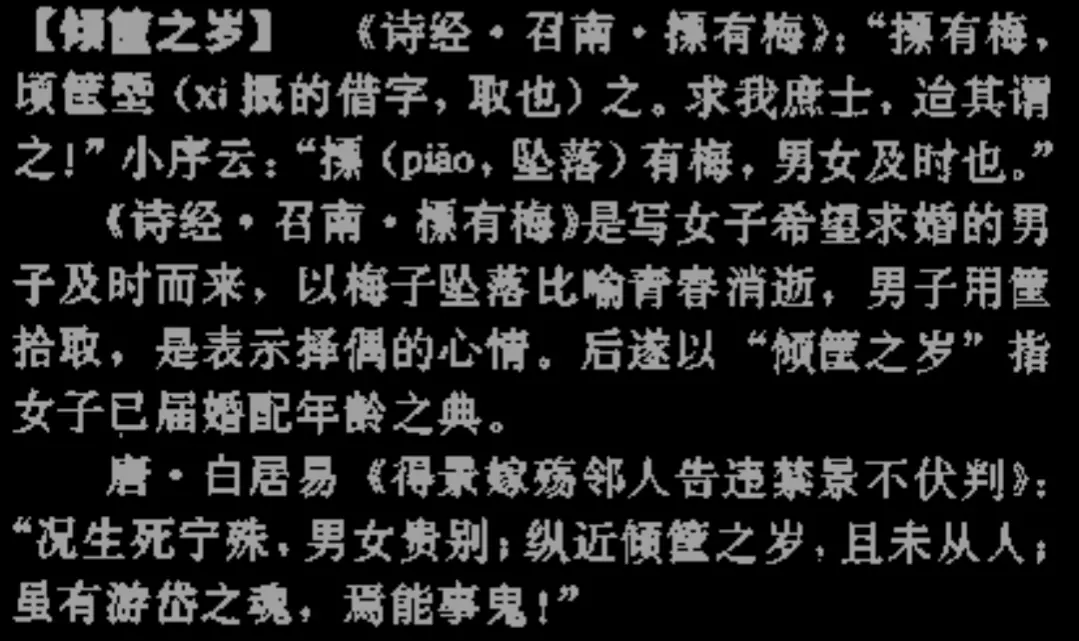 【倾筐之岁】 《诗经·召南·摽有梅》：“摽有梅，
顷筐塈（xì摡的借字，取也）之。求我庶士，迨其谓
之！”小序云：“摽（piǎo，坠落）有梅，男女及时也。”
《诗经·召南·摽有梅》是写女子希望求婚的男
子及时而来，以梅子坠落比喻青春消逝，男子用筐
拾取，是表示择偶的心情。后遂以“倾筐之岁”指
女子已届婚配年龄之典。
唐·白居易《得景嫁殇邻人告违禁景不伏判》：
“况生死宁殊，男女贵别；纵近倾筐之岁，且未从人；
虽有游岱之魂，焉能事鬼！”